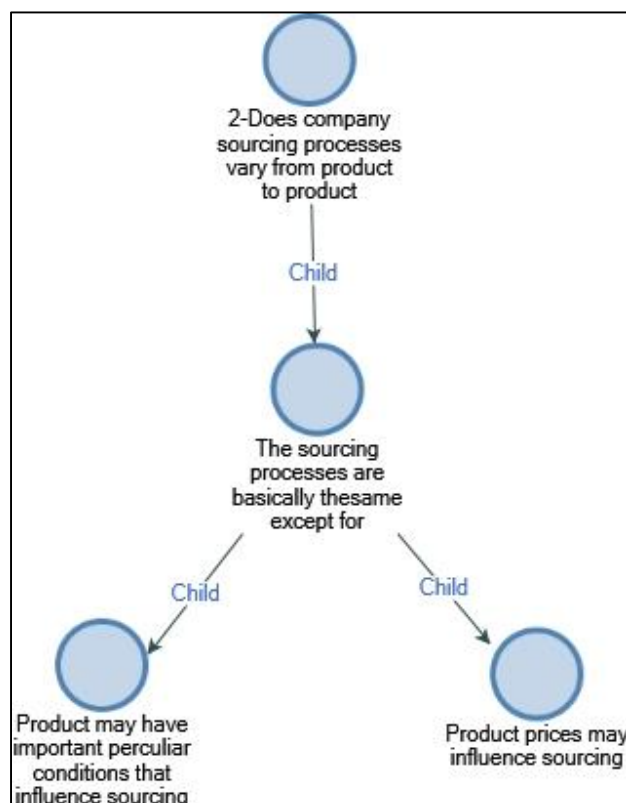 2-Does company
sourcing processes
vary from product
to product
Child
The sourcing
processes are
basically thesame
except for
Child
Child
Product may have
important perculiar
conditions that
influence sourcing
Product prices may
influence sourcing